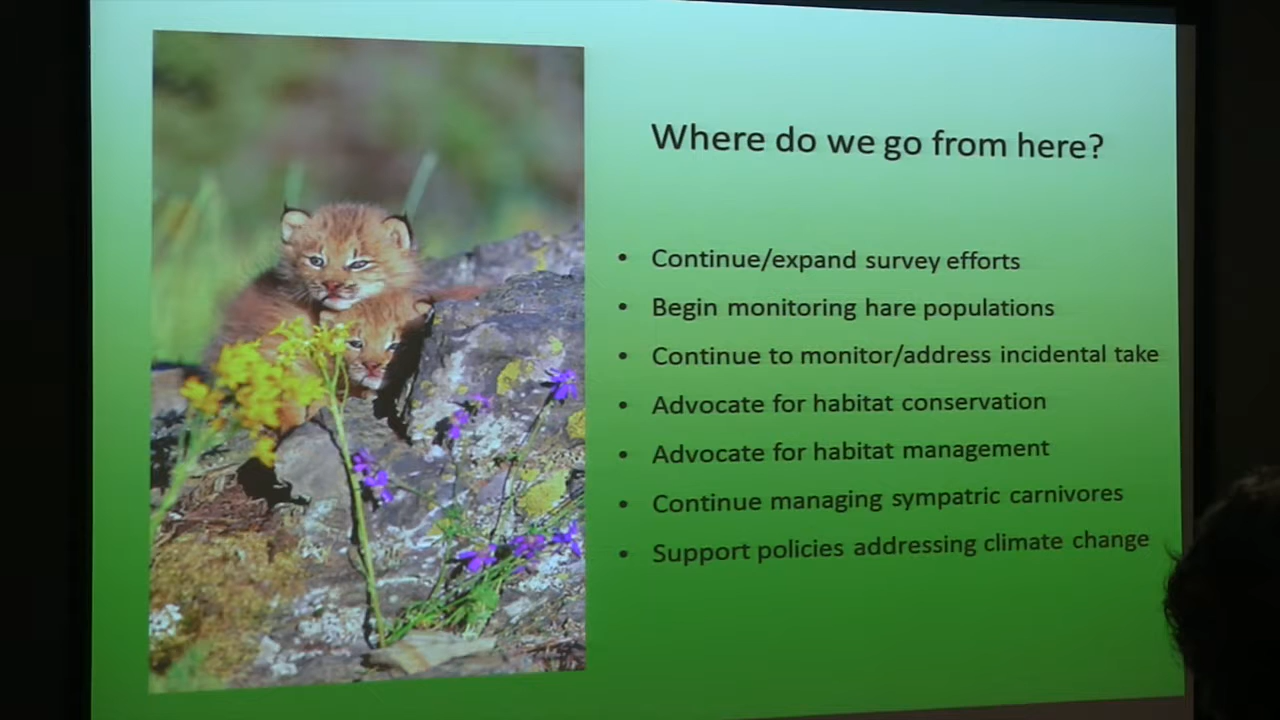 Where do we go from here?
• Continue/expand survey efforts
• Begin monitoring hare populations
• Continue to monitor/address incidental take
• Advocate for habitat conservation
• Advocate for habitat management
• Continue managing sympatric carnivores
• Support policies addressing climate change